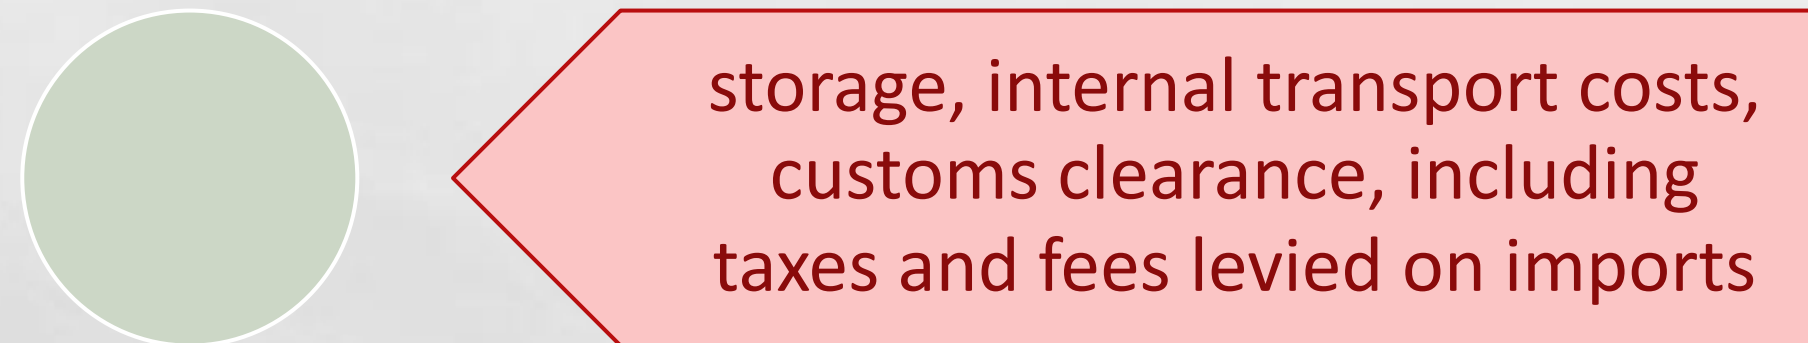 storage, internal transport costs,
customs clearance, including
taxes and fees levied on imports